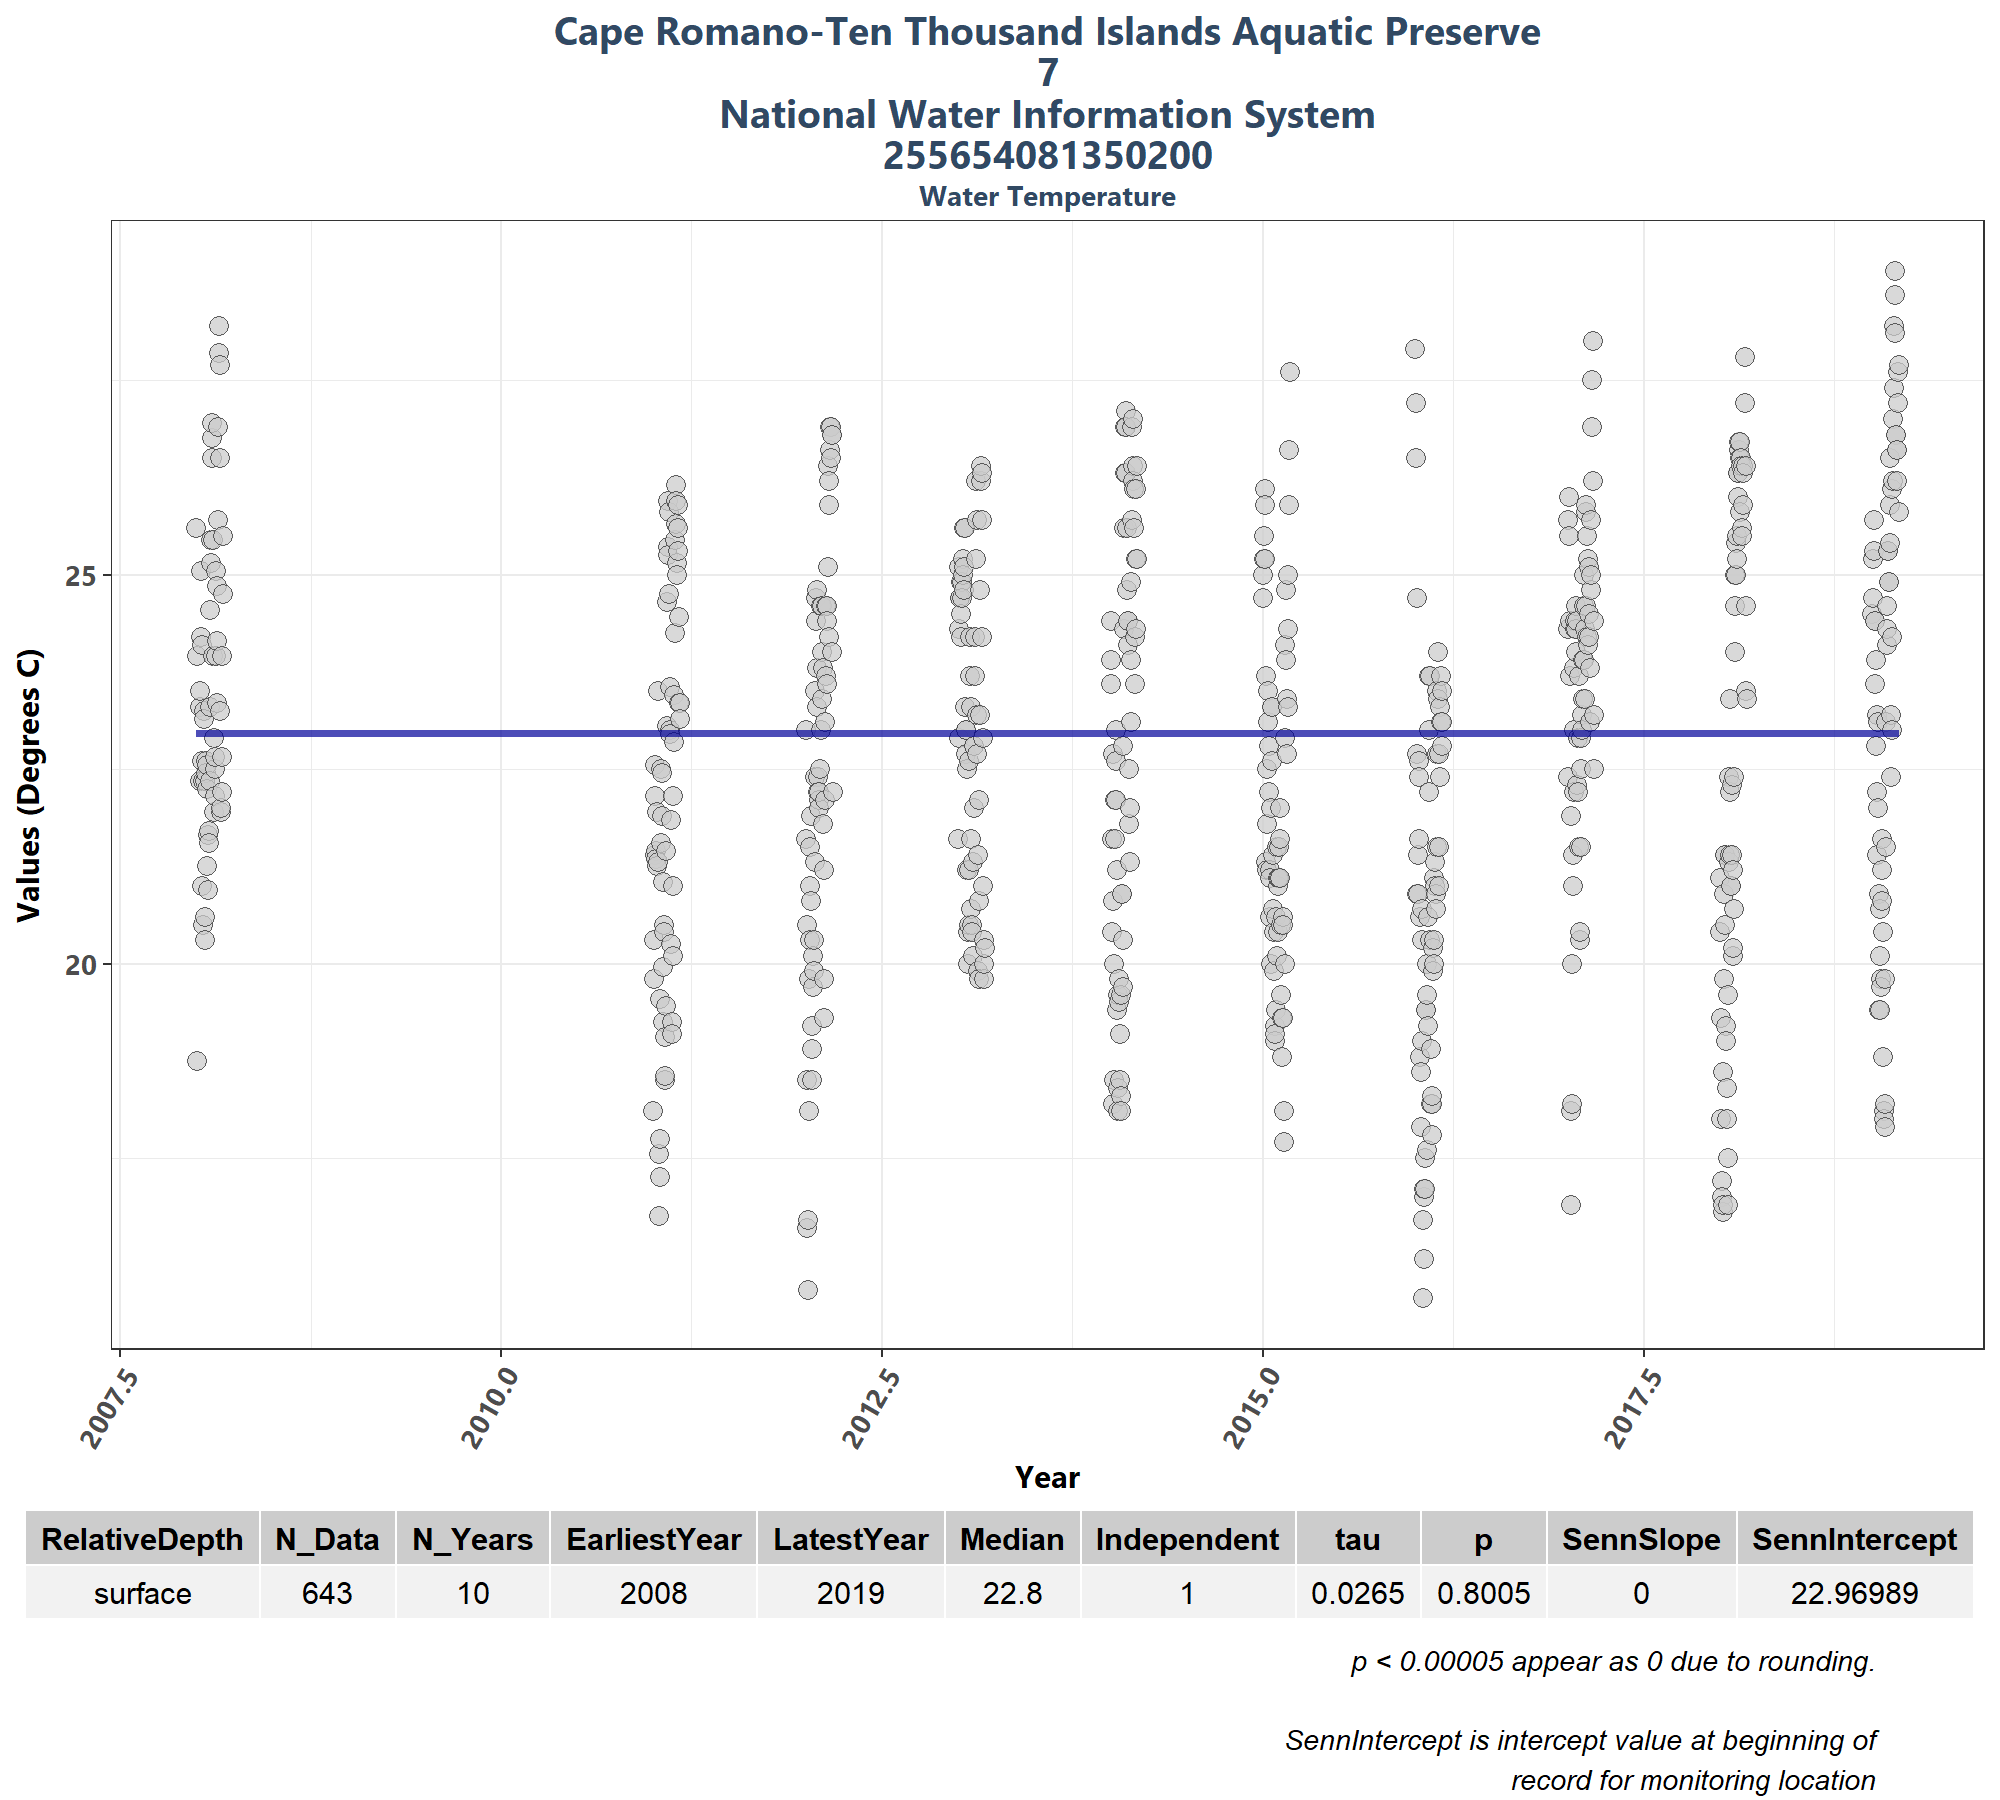 Cape Romano-Ten Thousand Islands Aquatic Preserve
7
National Water Information System
255654081350200
Water Temperature
Values (Degrees C)
25
20
2007.5 2010.0 2012.5 2015.0 2017.5
Year
RelativeDepth N_Data N_Years EarliestYear LatestYear Median Independent tau p SennSlope SennIntercept
surface 643 10 2008 2019 22.8 1 0.0265 0.8005 0 22.96989
p < 0.00005 appear as 0 due to rounding.
SennIntercept is intercept value at beginning of
record for monitoring location